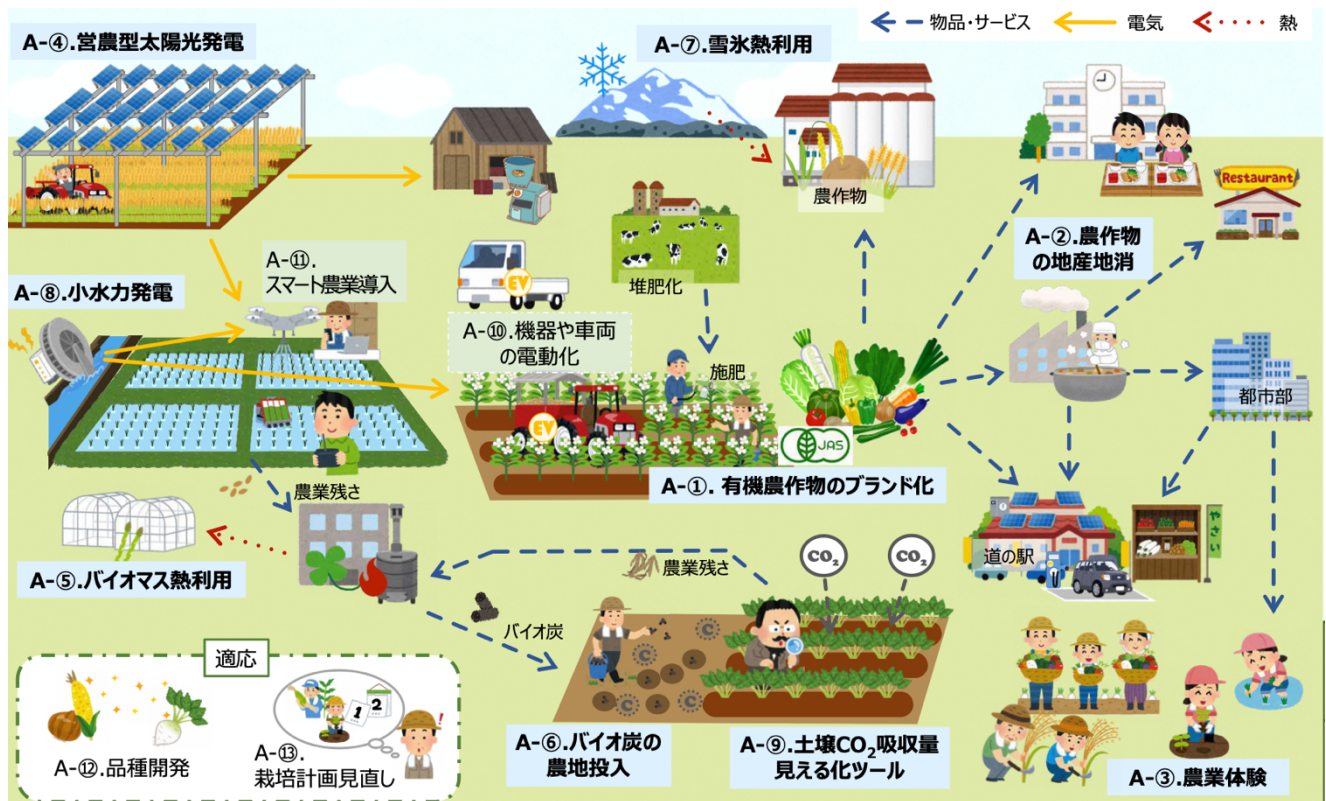 物品・サービス
電気
熱
A-④.営農型太陽光発電
A-⑦.雪氷熱利用
農作物
Restaurant
A-②.農作物
の地産地消
A-⑪.
スマート農業導入
A-⑧.小水力発電
EV
堆肥化
A-⑩.機器や車両
の電動化
施肥
EV
JAS
都市部
A-①. 有機農作物のブランド化
農業残さ
A-⑤.バイオマス熱利用
農業残さ
CO₂
CO₂
道の駅
やさい
バイオ炭
C
C
C
C
C
適応
1
2
!
A-⑫.品種開発
A-⑬.
栽培計画見直し
A-⑥.バイオ炭の
農地投入
A-⑨.土壌CO₂吸収量
見える化ツール
A-③.農業体験